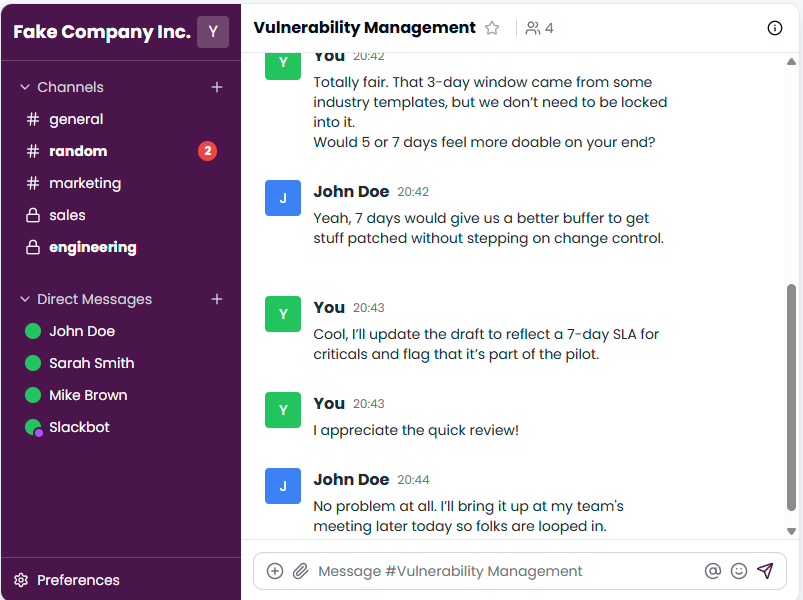 Fake Company Inc.
Y
Channels
# general
# random
2
# marketing
sales
engineering
Direct Messages
John Doe
Sarah Smith
Mike Brown
Slackbot
Preferences
Vulnerability Management
4
Y
You 20:42
Totally fair. That 3-day window came from some
industry templates, but we don’t need to be locked
into it.
Would 5 or 7 days feel more doable on your end?
J
John Doe 20:42
Yeah, 7 days would give us a better buffer to get
stuff patched without stepping on change control.
Y
You 20:43
Cool, I’ll update the draft to reflect a 7-day SLA for
criticals and flag that it’s part of the pilot.
Y
You 20:43
I appreciate the quick review!
J
John Doe 20:44
No problem at all. I’ll bring it up at my team's
meeting later today so folks are looped in.
Message #Vulnerability Management